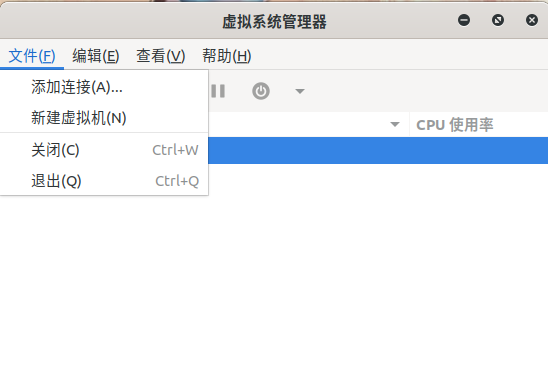 虚拟系统管理器
文件(F) 编辑(E) 查看(V) 帮助(H)
添加连接(A)...
新建虚拟机(N)
关闭(C) Ctrl+W
退出(Q) Ctrl+Q
CPU 使用率